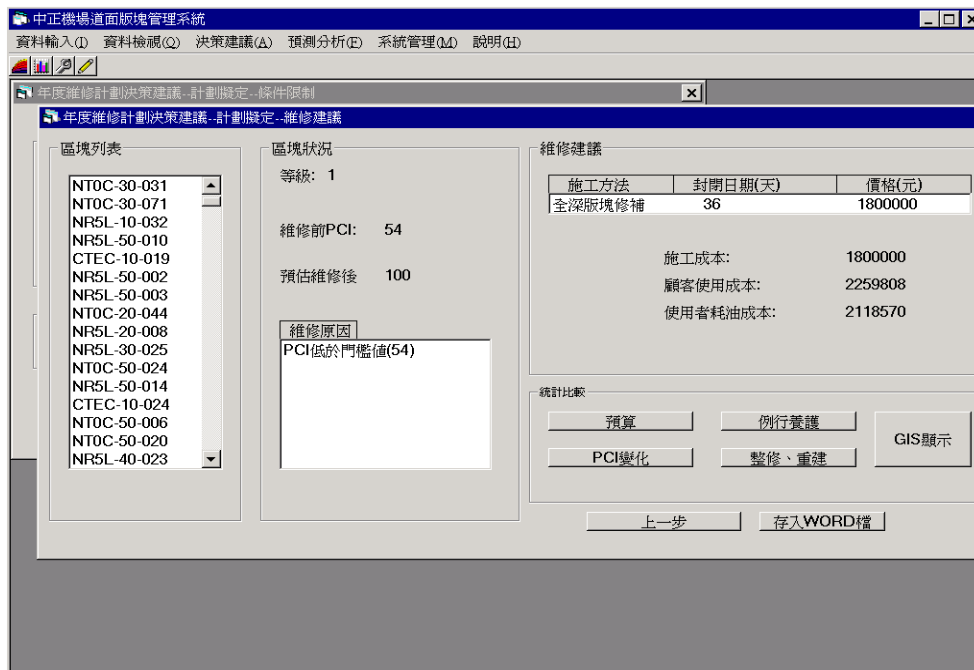 中正機場道面版塊管理系統
資料輸入(I) 資料檢視(Q) 決策建議(A) 預測分析(F) 系統管理(M) 說明(H)
年度維修計劃決策建議--計劃擬定--條件限制
年度維修計劃決策建議--計劃擬定--維修建議
區塊列表
NT0C-30-031
NT0C-30-071
NR5L-10-032
NR5L-50-010
CTEC-10-019
NR5L-50-002
NR5L-50-003
NT0C-20-044
NR5L-20-008
NR5L-30-025
NT0C-50-024
NR5L-50-014
CTEC-10-024
NT0C-50-006
NT0C-50-020
NR5L-40-023
區塊狀況
等級: 1
維修前PCI: 54
預估維修後 100
維修原因
PCI低於門檻值(54)
維修建議
施工方法 封閉日期(天) 價格(元)
全深版塊修補 36 1800000
施工成本: 1800000
顧客使用成本: 2259808
使用者耗油成本: 2118570
統計比較
預算 例行養護
GIS顯示
PCI變化 整修、重建
上一步 存入WORD檔